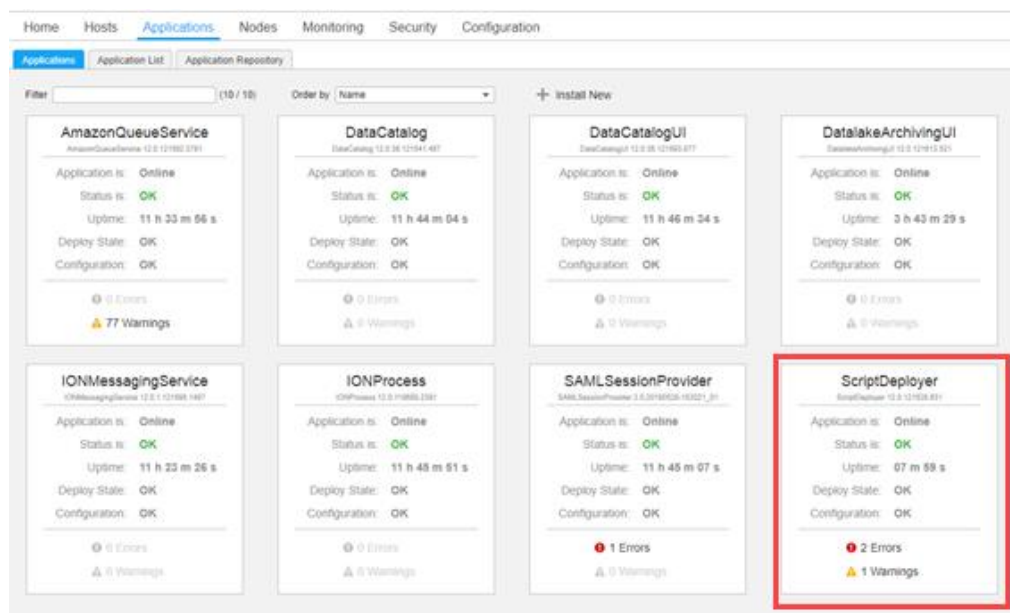 Home Hosts Applications Nodes Monitoring Security Configuration
Applications Application List Application Repository
Filter (10 / 10) Order by Name Install New
AmazonQueueService
Application is: Online
Status is: OK
Uptime: 11 h 33 m 56 s
Deploy State: OK
Configuration: OK
0 Errors
77 Warnings
DataCatalog
Application is: Online
Status is: OK
Uptime: 11 h 44 m 04 s
Deploy State: OK
Configuration: OK
0 Errors
0 Warnings
DataCatalogUI
Application is: Online
Status is: OK
Uptime: 11 h 46 m 34 s
Deploy State: OK
Configuration: OK
0 Errors
0 Warnings
DatalakeArchivingUI
Application is: Online
Status is: OK
Uptime: 3 h 43 m 29 s
Deploy State: OK
Configuration: OK
0 Errors
0 Warnings
IONMessagingService
Application is: Online
Status is: OK
Uptime: 11 h 23 m 26 s
Deploy State: OK
Configuration: OK
0 Errors
0 Warnings
IONProcess
Application is: Online
Status is: OK
Uptime: 11 h 45 m 51 s
Deploy State: OK
Configuration: OK
0 Errors
0 Warnings
SAMLSessionProvider
Application is: Online
Status is: OK
Uptime: 11 h 45 m 07 s
Deploy State: OK
Configuration: OK
1 Errors
0 Warnings
ScriptDeployer
Application is: Online
Status is: OK
Uptime: 07 m 59 s
Deploy State: OK
Configuration: OK
2 Errors
1 Warnings